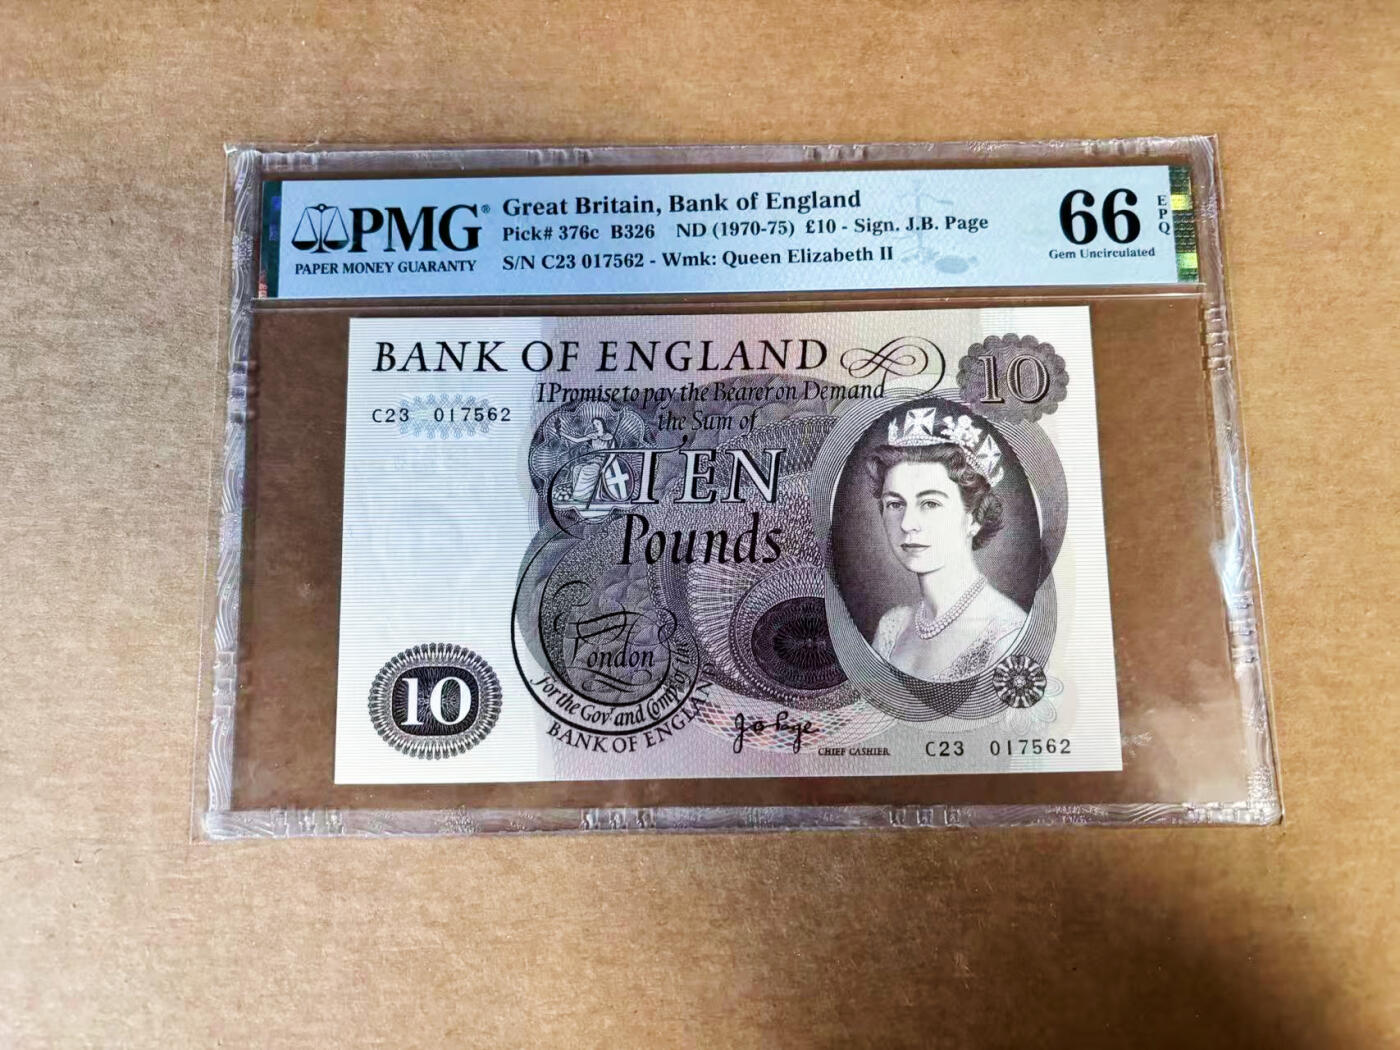 PMG®
PAPER MONEY GUARANTY
Great Britain, Bank of England
Pick# 376c B326 ND (1970-75) £10 - Sign. J.B. Page
S/N C23 017562 - Wmk: Queen Elizabeth II
66
EPQ
Gem Uncirculated
BANK OF ENGLAND
10
I Promise to pay the Bearer on Demand
the Sum of
C23 017562
TEN
Pounds
London
for the Govr. and Compa. of the
BANK OF ENGLAND
10
J B Page
CHIEF CASHIER
C23 017562